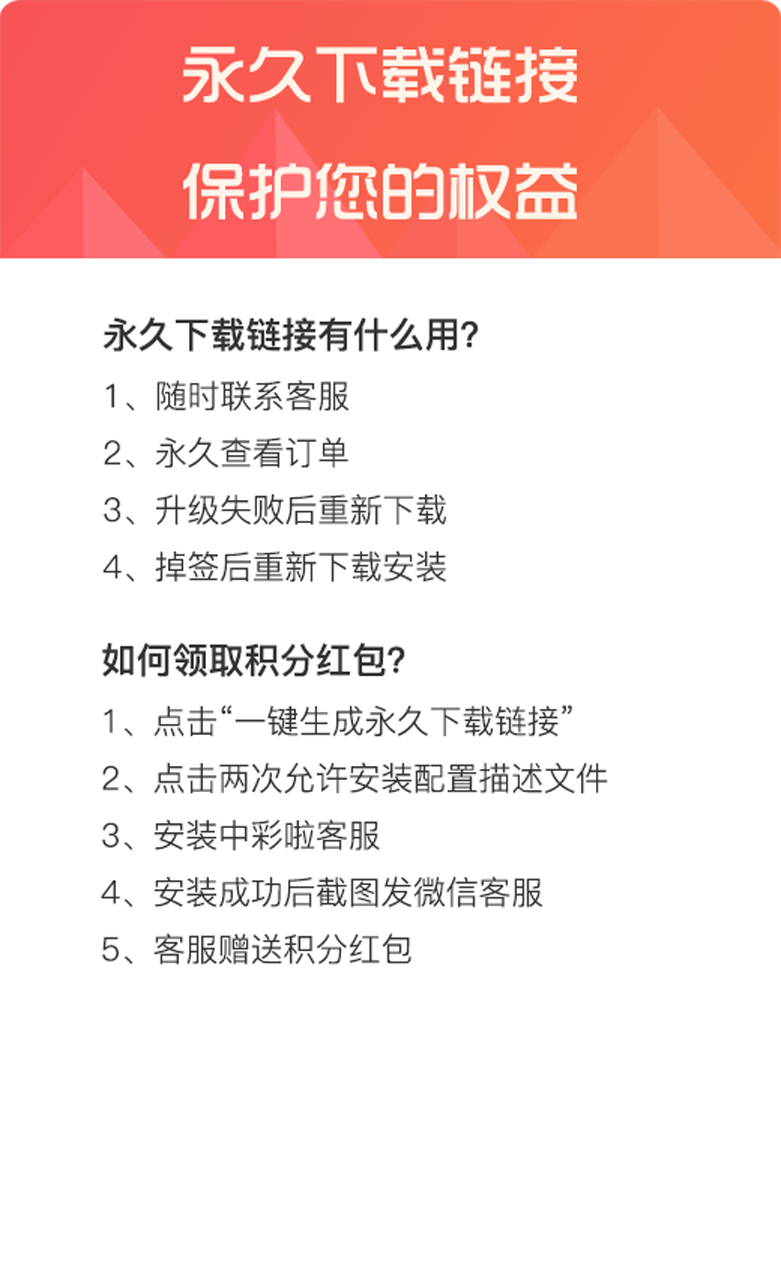 永久下载链接
保护您的权益
永久下载链接有什么用?
1、随时联系客服
2、永久查看订单
3、升级失败后重新下载
4、掉签后重新下载安装
如何领取积分红包?
1、点击“一键生成永久下载链接”
2、点击两次允许安装配置描述文件
3、安装中彩啦客服
4、安装成功后截图发微信客服
5、客服赠送积分红包